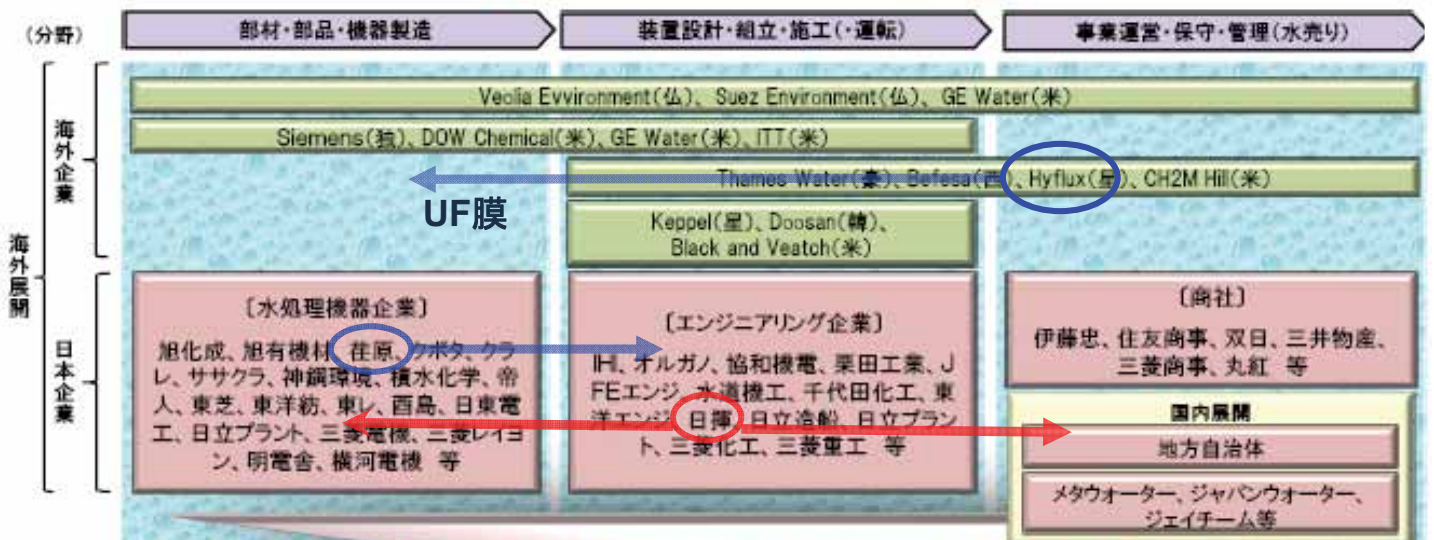 (分野)
部材・部品・機器製造
装置設計・組立・施工(・運転)
事業運営・保守・管理(水売り)
海外展開
海外企業
Veolia Evvironment(仏)、Suez Environment(仏)、GE Water(米)
Siemens(独)、DOW Chemical(米)、GE Water(米)、ITT(米)
Thames Water(豪)、Befesa(西)、Hyflux(星)、CH2M Hill(米)
UF膜
Keppel(星)、Doosan(韓)、
Black and Veatch(米)
日本企業
〔水処理機器企業〕
旭化成、旭有機材、荏原、クボタ、クラ
レ、ササクラ、神鋼環境、積水化学、帝
人、東芝、東洋紡、東レ、酉島、日東電
工、日立プラント、三菱電機、三菱レイヨ
ン、明電舎、横河電機 等
〔エンジニアリング企業〕
IHI、オルガノ、協和機電、栗田工業、J
FEエンジ、水道機工、千代田化工、東
洋エンジ、日揮、日立造船、日立プラン
ト、三菱化工、三菱重工 等
〔商社〕
伊藤忠、住友商事、双日、三井物産、
三菱商事、丸紅 等
国内展開
地方自治体
メタウォーター、ジャパンウォーター、
ジェイチーム等